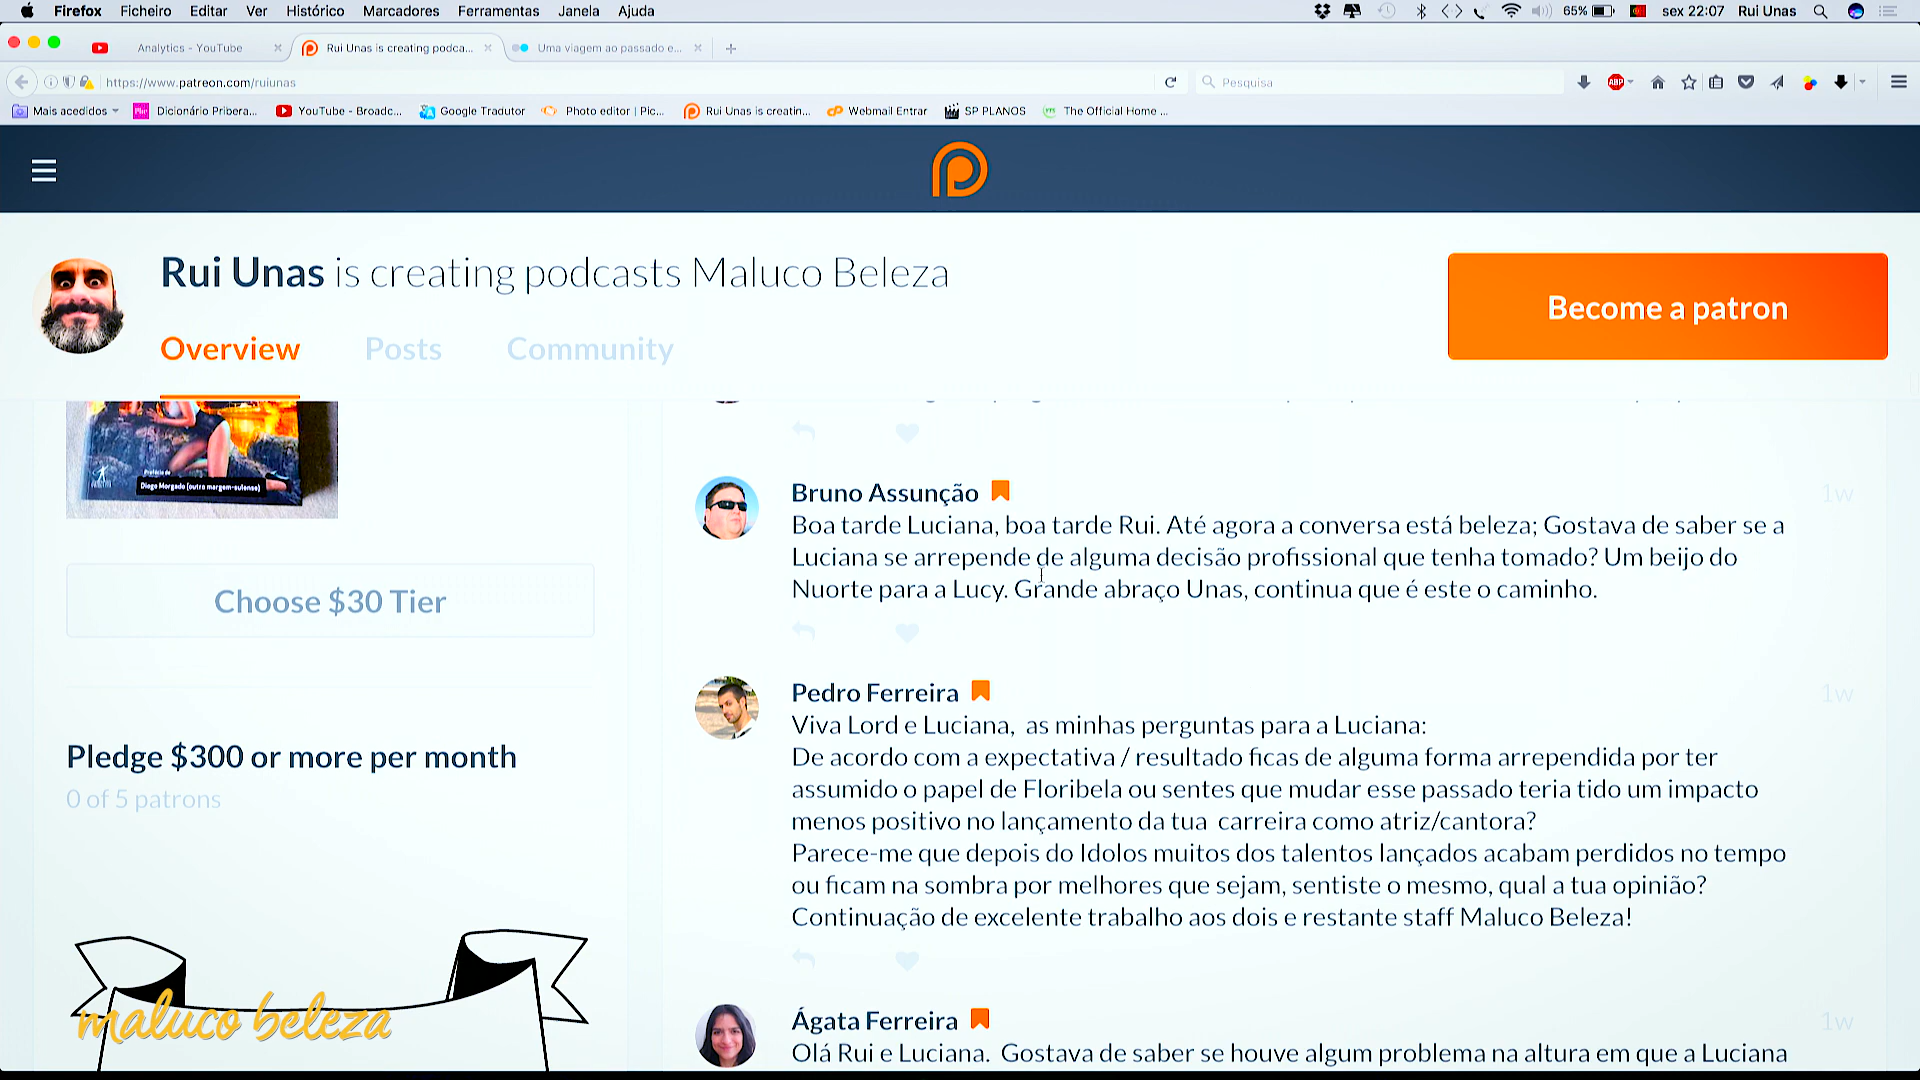 Firefox Ficheiro Editar Ver Histórico Marcadores Ferramentas Janela Ajuda 65% sex 22:07 Rui Unas
Analytics - YouTube
Rui Unas is creating podca...
Uma viagem ao passado e...
https://www.patreon.com/ruiunas
Pesquisa
ABP
Mais acedidos
Dicionário Pribera...
YouTube - Broadc...
Google Tradutor
Photo editor | Pic...
Rui Unas is creatin...
Webmail Entrar
SP PLANOS
The Official Home ...
Rui Unas is creating podcasts Maluco Beleza
Become a patron
Overview Posts Community
Prefácio de
Diogo Morgado (outro margem-sulense)
Choose $30 Tier
Pledge $300 or more per month
0 of 5 patrons
maluco beleza
Bruno Assunção
1w
Boa tarde Luciana, boa tarde Rui. Até agora a conversa está beleza; Gostava de saber se a
Luciana se arrepende de alguma decisão profissional que tenha tomado? Um beijo do
Nuorte para a Lucy. Grande abraço Unas, continua que é este o caminho.
Pedro Ferreira
1w
Viva Lord e Luciana, as minhas perguntas para a Luciana:
De acordo com a expectativa / resultado ficas de alguma forma arrependida por ter
assumido o papel de Floribela ou sentes que mudar esse passado teria tido um impacto
menos positivo no lançamento da tua carreira como atriz/cantora?
Parece-me que depois do Idolos muitos dos talentos lançados acabam perdidos no tempo
ou ficam na sombra por melhores que sejam, sentiste o mesmo, qual a tua opinião?
Continuação de excelente trabalho aos dois e restante staff Maluco Beleza!
Ágata Ferreira
1w
Olá Rui e Luciana. Gostava de saber se houve algum problema na altura em que a Luciana